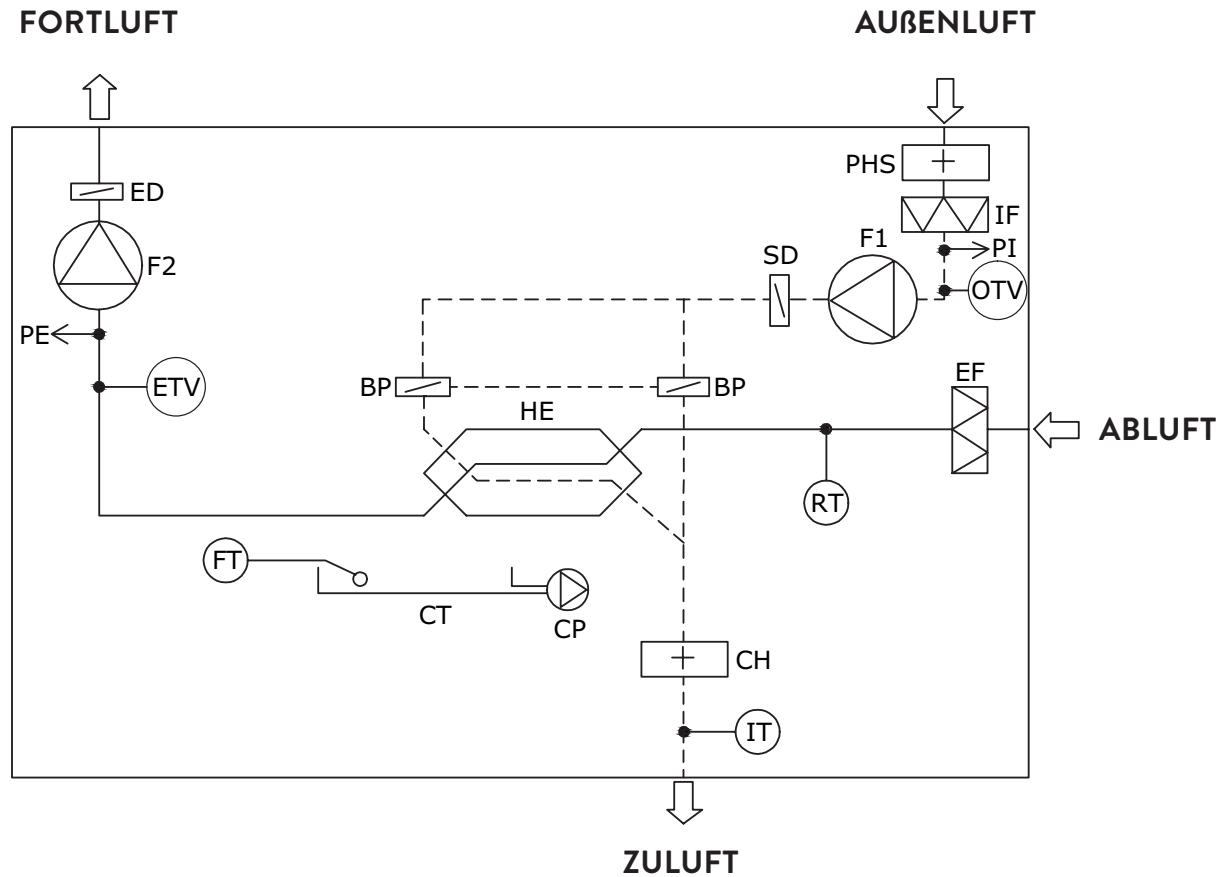 FORTLUFT
AUßENLUFT
PHS
ED
IF
F1
PI
SD
F2
OTV
PE
ETV
BP
BP
EF
HE
ABLUFT
RT
FT
CT
CP
CH
IT
ZULUFT